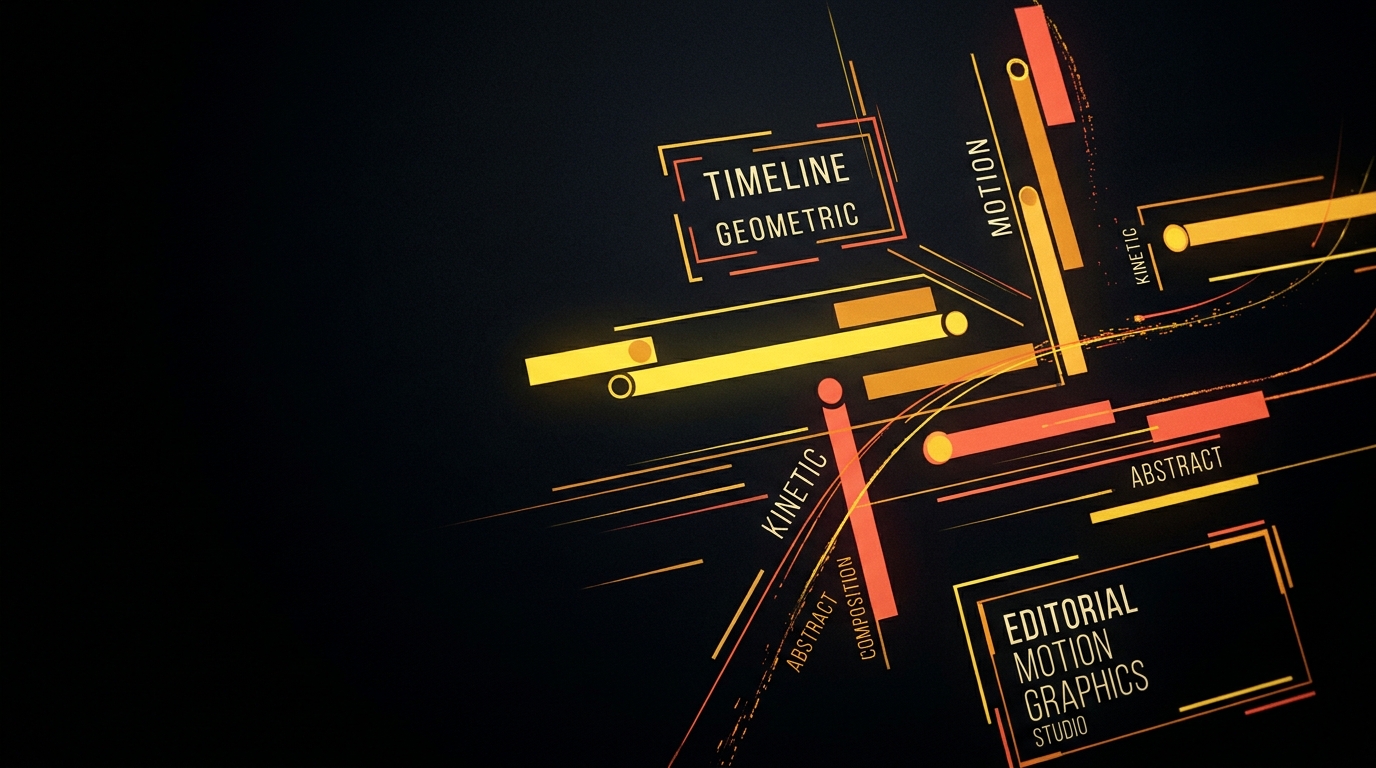 TIMELINE
GEOMETRIC
MOTION
KINETIC
KINETIC
ABSTRACT
ABSTRACT
COMPOSITION
EDITORIAL
MOTION
GRAPHICS
STUDIO